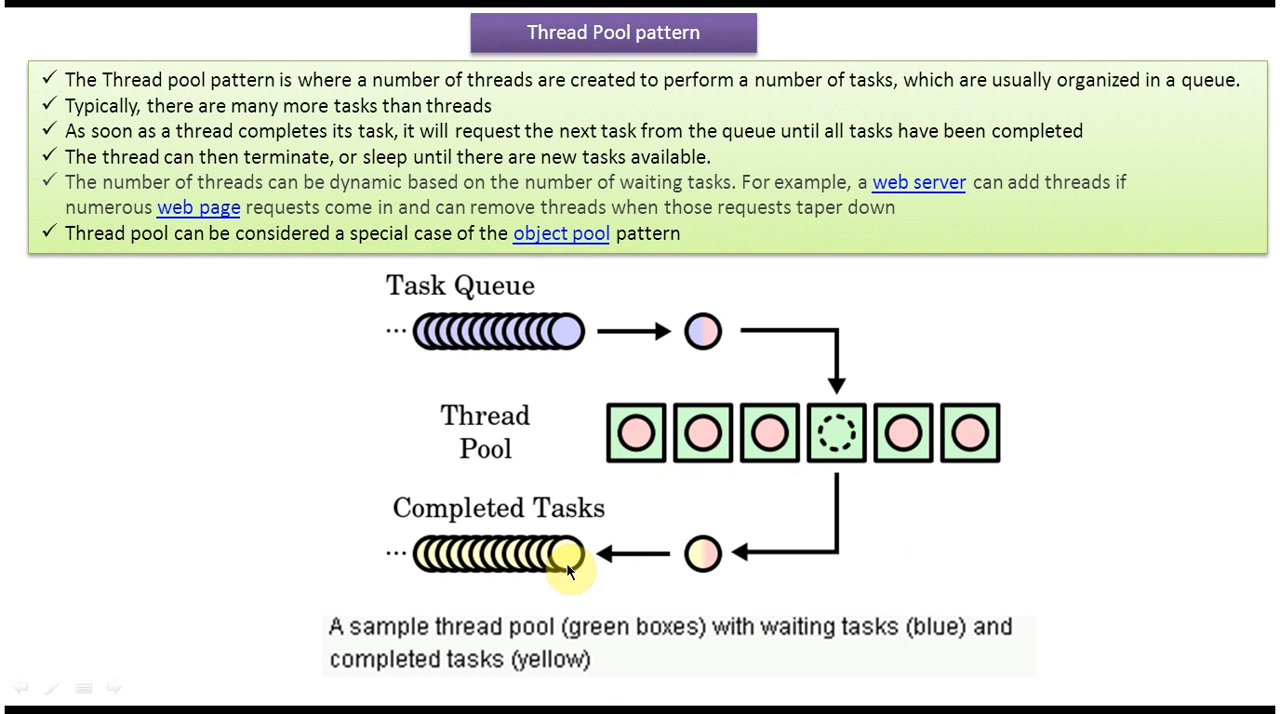 Thread Pool pattern
✓ The Thread pool pattern is where a number of threads are created to perform a number of tasks, which are usually organized in a queue.
✓ Typically, there are many more tasks than threads
✓ As soon as a thread completes its task, it will request the next task from the queue until all tasks have been completed
✓ The thread can then terminate, or sleep until there are new tasks available.
✓ The number of threads can be dynamic based on the number of waiting tasks. For example, a web server can add threads if
numerous web page requests come in and can remove threads when those requests taper down
✓ Thread pool can be considered a special case of the object pool pattern
Task Queue
...
Thread
Pool
Completed Tasks
...
A sample thread pool (green boxes) with waiting tasks (blue) and
completed tasks (yellow)